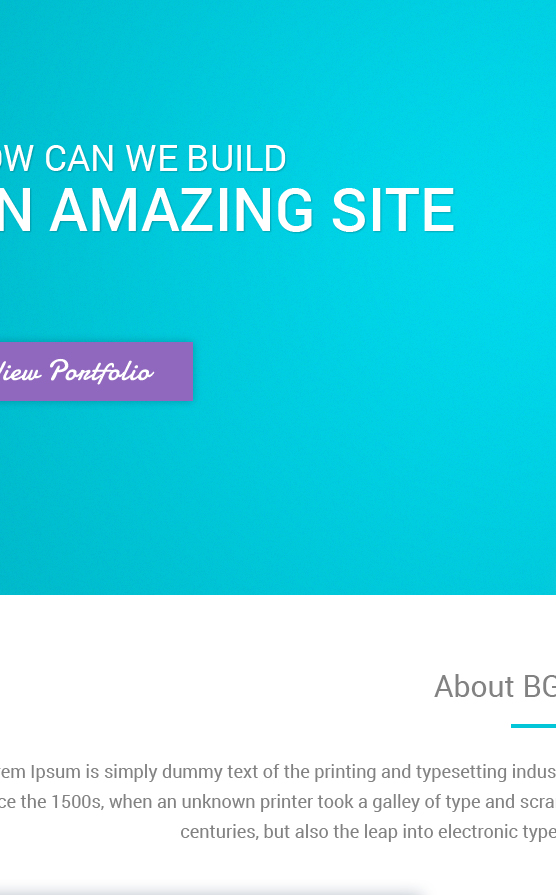 OW CAN WE BUILD
N AMAZING SITE
View Portfolio
About BG
em Ipsum is simply dummy text of the printing and typesetting indus
ce the 1500s, when an unknown printer took a galley of type and scra
centuries, but also the leap into electronic type